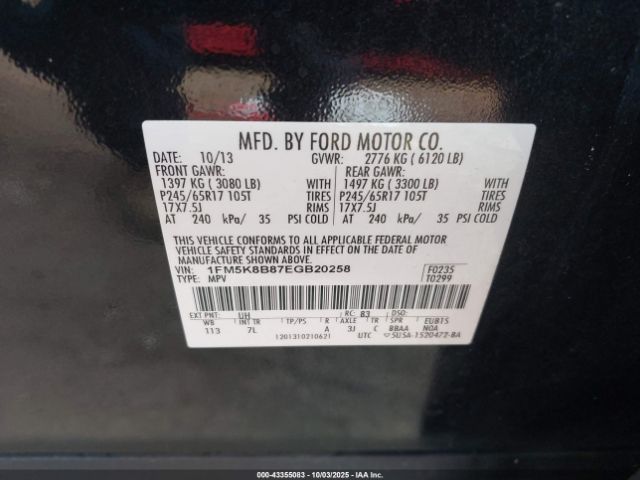 MFD. BY FORD MOTOR CO.
DATE: 10/13 GVWR: 2776 KG ( 6120 LB)
FRONT GAWR: REAR GAWR:
1397 KG ( 3080 LB) WITH 1497 KG ( 3300 LB) WITH
P245/65R17 105T TIRES P245/65R17 105T TIRES
17X7.5J RIMS 17X7.5J RIMS
AT 240 kPa/ 35 PSI COLD AT 240 kPa/ 35 PSI COLD
THIS VEHICLE CONFORMS TO ALL APPLICABLE FEDERAL MOTOR
VEHICLE SAFETY STANDARDS IN EFFECT ON THE DATE OF
MANUFACTURE SHOWN ABOVE.
VIN: 1FM5K8B87EGB20258 F0235
TYPE: MPV T0299
EXT PNT: UH RC: 83 DSO:
WB INT TR TP/PS R AXLE TR SPR EUB1S
113 7L A 3J C BBAA NOA
1201310210621 UTC 5U5A-1520472-BA
000-43355083 | 10/03/2025 | IAA Inc.